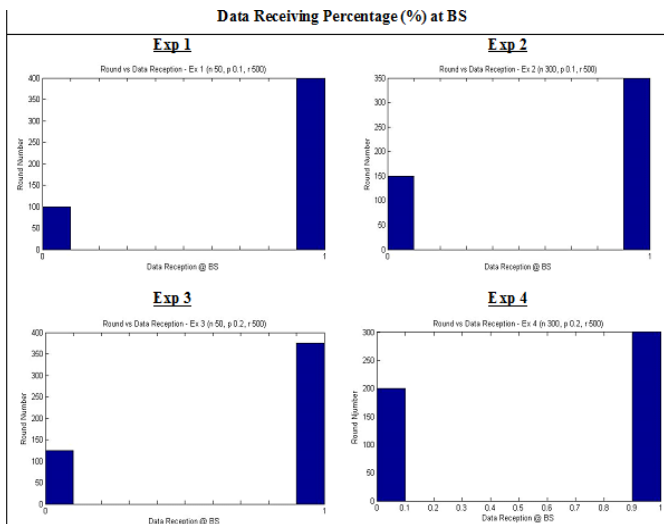 Data Receiving Percentage (%) at BS
Exp 1
Exp 2
Round vs Data Reception - Ex 1 (n 50, p 0.1, r 500)
Round vs Data Reception - Ex 2 (n 300, p 0.1, r 500)
400
350
300
250
200
150
100
50
0
Round Number
0
1
Data Reception @ BS
350
300
250
200
150
100
50
0
Round Number
0
1
Data Reception @ BS
Exp 3
Exp 4
Round vs Data Reception - Ex 3 (n 50, p 0.2, r 500)
Round vs Data Reception - Ex 4 (n 300, p 0.2, r 500)
400
350
300
250
200
150
100
50
0
Round Number
0
1
Data Reception @ BS
300
250
200
150
100
50
0
Round Njumber
0
0.1
0.2
0.3
0.4
0.5
0.6
0.7
0.8
0.9
1
Data Reception @ BS